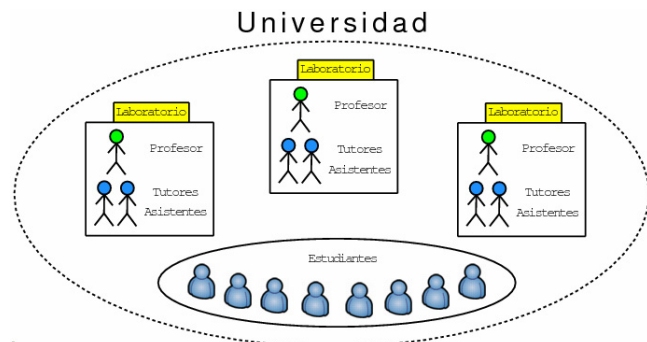 Universidad
Laboratorio
Profesor
Tutores
Asistentes
Laboratorio
Profesor
Tutores
Asistentes
Laboratorio
Profesor
Tutores
Asistentes
Estudiantes